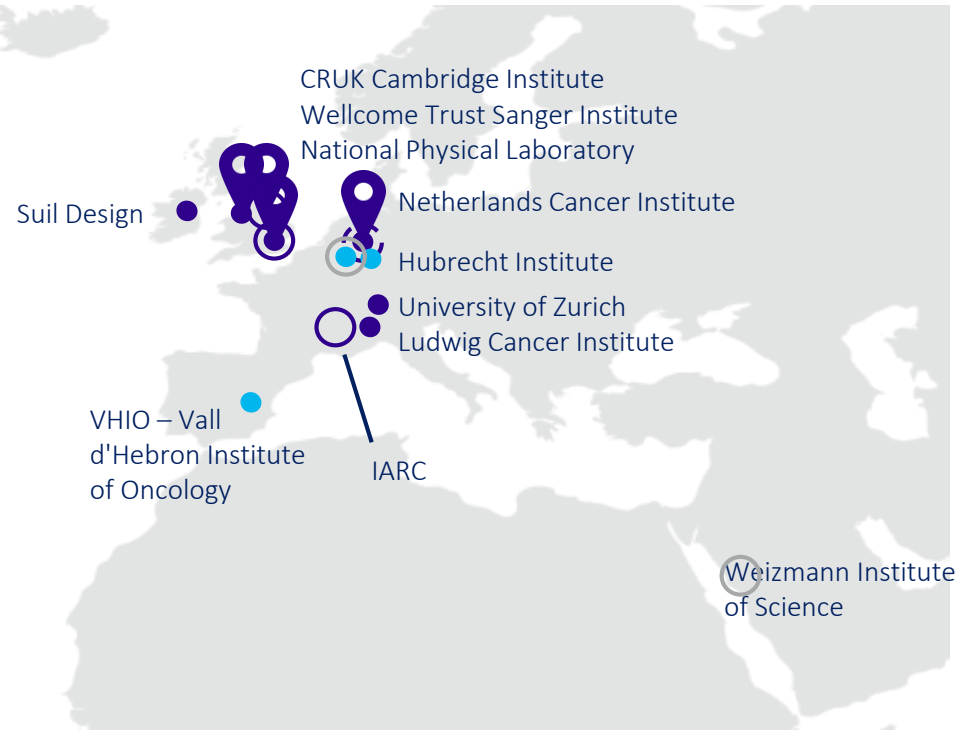 CRUK Cambridge Institute
Wellcome Trust Sanger Institute
National Physical Laboratory
Suil Design
Netherlands Cancer Institute
Hubrecht Institute
University of Zurich
Ludwig Cancer Institute
VHIO – Vall
d'Hebron Institute
of Oncology
IARC
Weizmann Institute
of Science